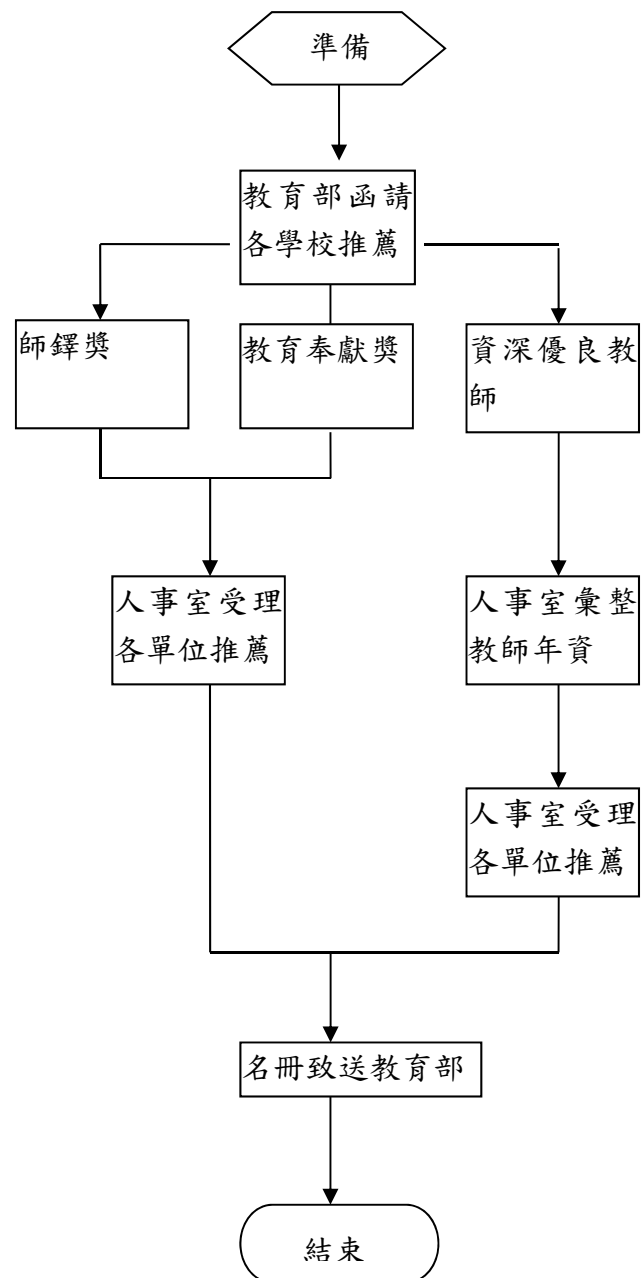 準備
教育部函請
各學校推薦
師鐸獎
教育奉獻獎
資深優良教
師
人事室受理
各單位推薦
人事室彙整
教師年資
人事室受理
各單位推薦
名冊致送教育部
結束